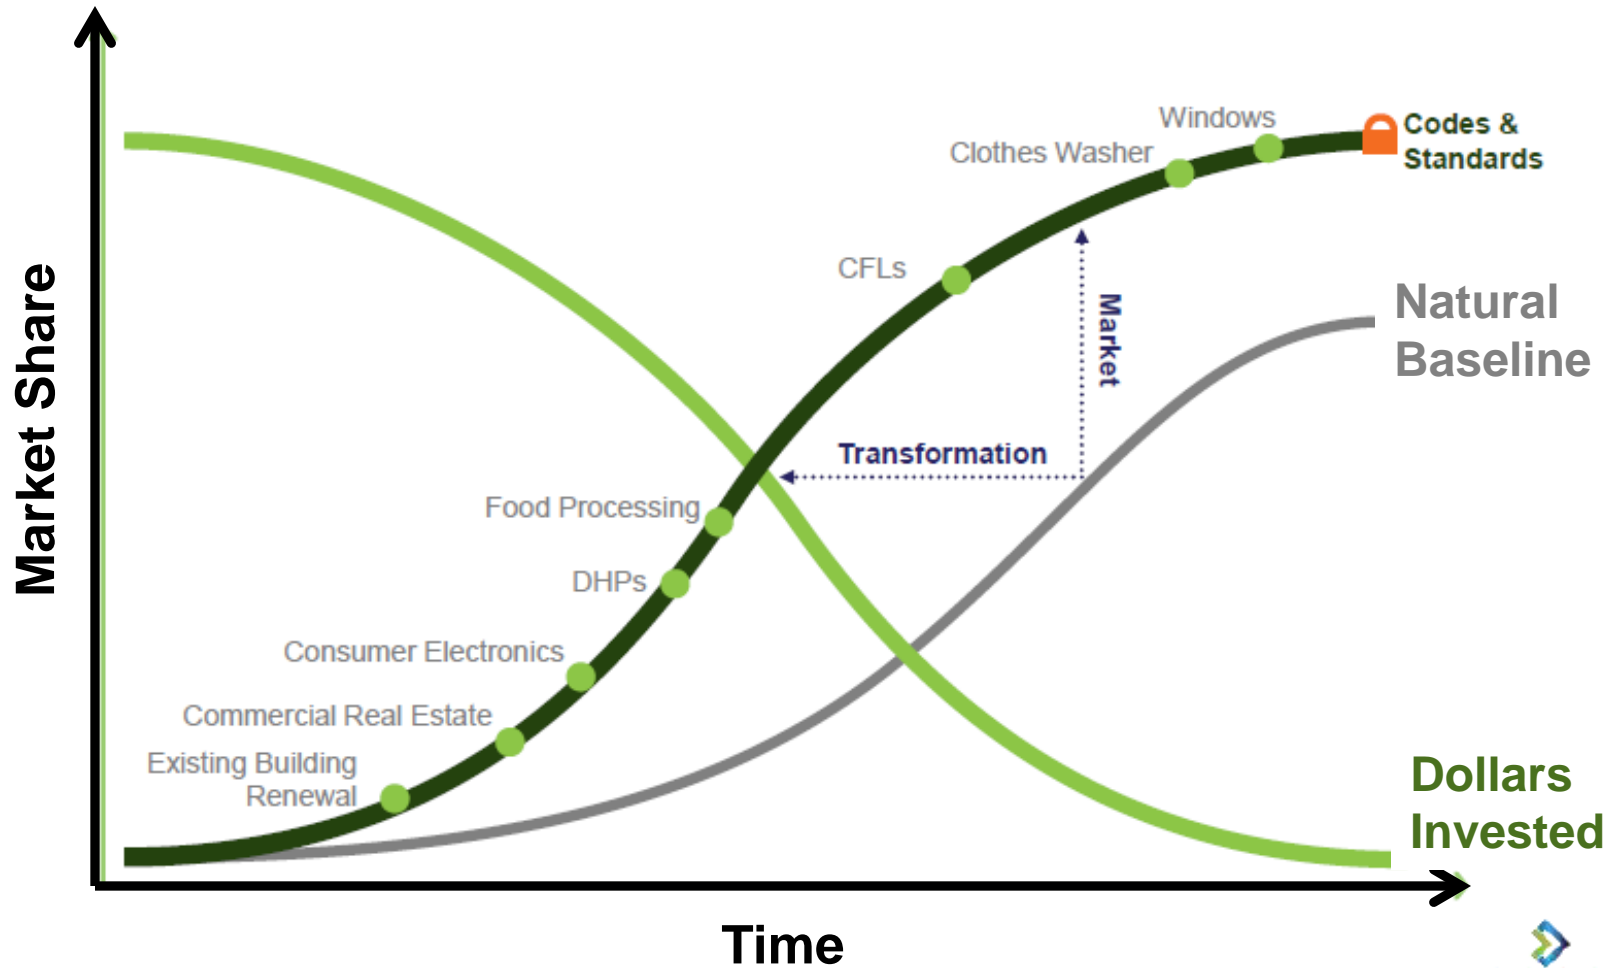 Windows
Codes &
Standards
Clothes Washer
CFLs
Natural
Baseline
Market
Transformation
Market Share
Food Processing
DHPs
Consumer Electronics
Commercial Real Estate
Existing Building
Renewal
Dollars
Invested
Time